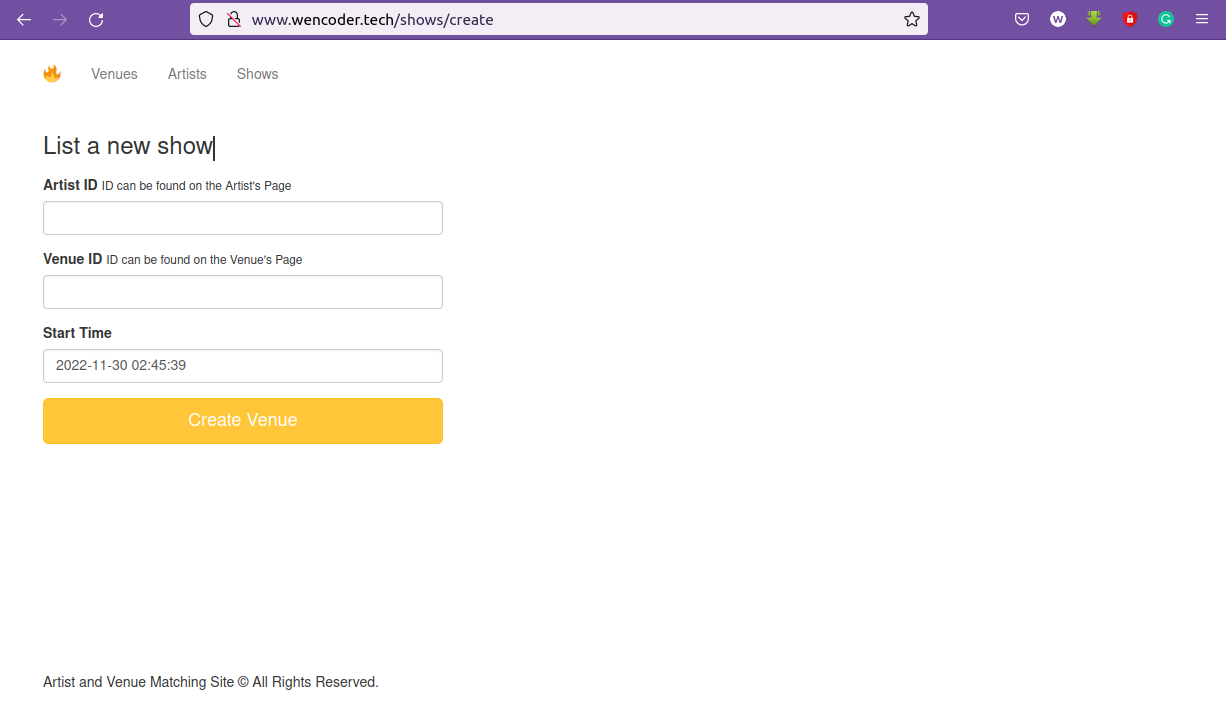 www.wencoder.tech/shows/create
W
G
Venues Artists Shows
List a new show
Artist ID ID can be found on the Artist's Page
Venue ID ID can be found on the Venue's Page
Start Time
2022-11-30 02:45:39
Create Venue
Artist and Venue Matching Site © All Rights Reserved.